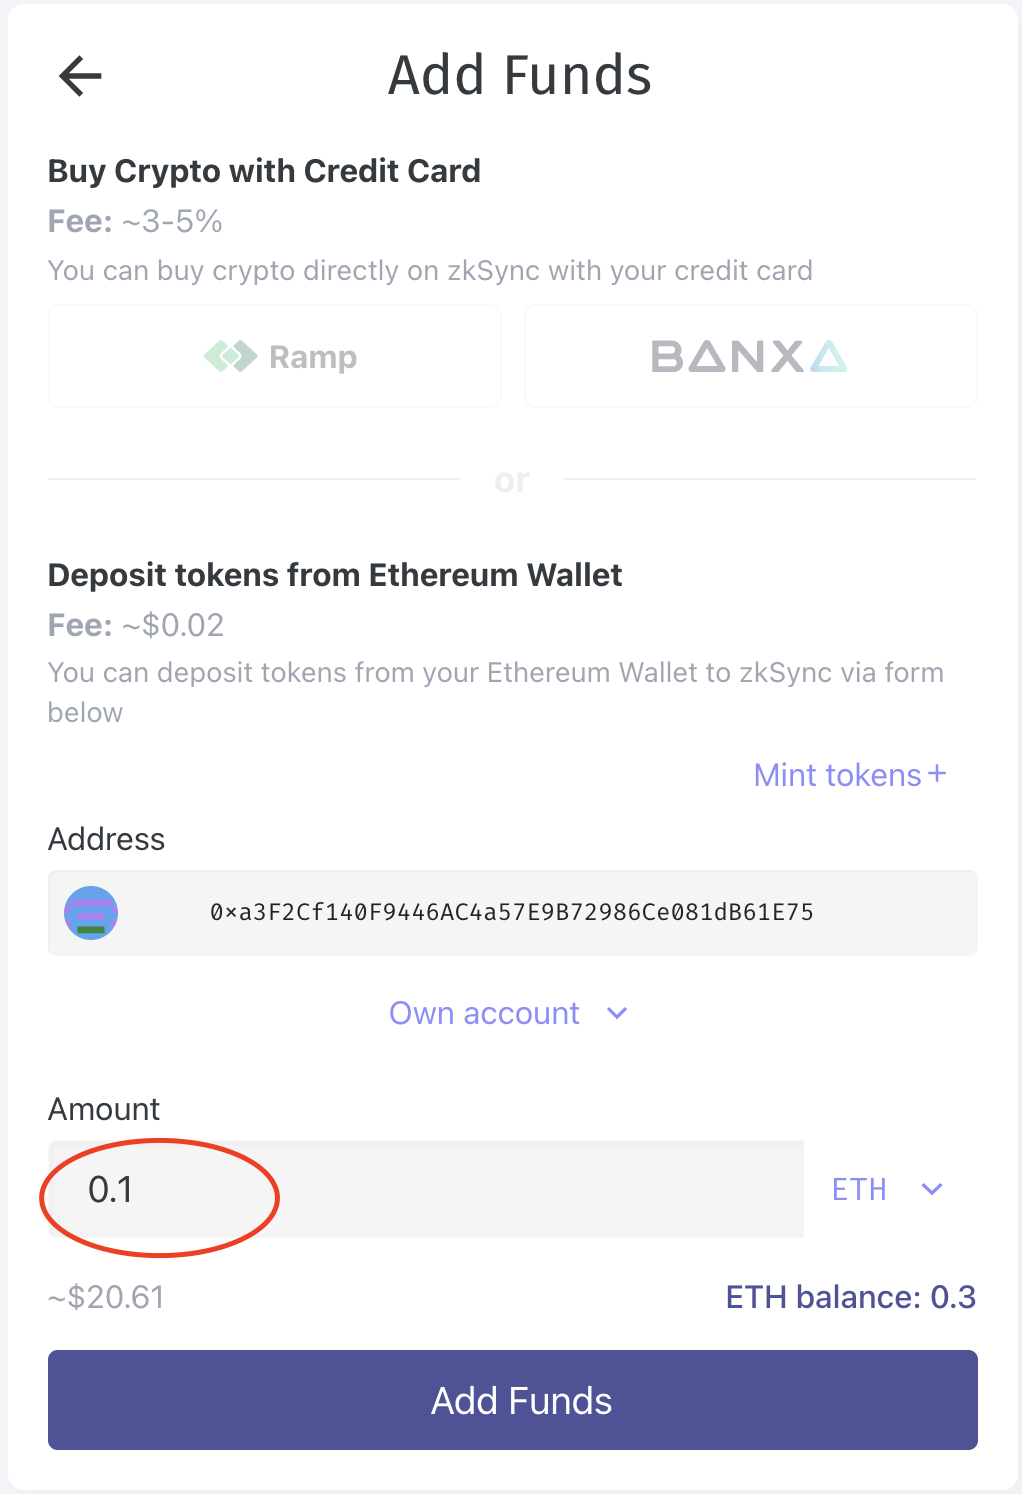 Add Funds
Buy Crypto with Credit Card
Fee: ~3-5%
You can buy crypto directly on zkSync with your credit card
Ramp
BANXA
or
Deposit tokens from Ethereum Wallet
Fee: ~$0.02
You can deposit tokens from your Ethereum Wallet to zkSync via form
below
Mint tokens+
Address
0×a3F2Cf140F9446AC4a57E9B72986Ce081dB61E75
Own account
Amount
0.1
ETH
~$20.61
ETH balance: 0.3
Add Funds